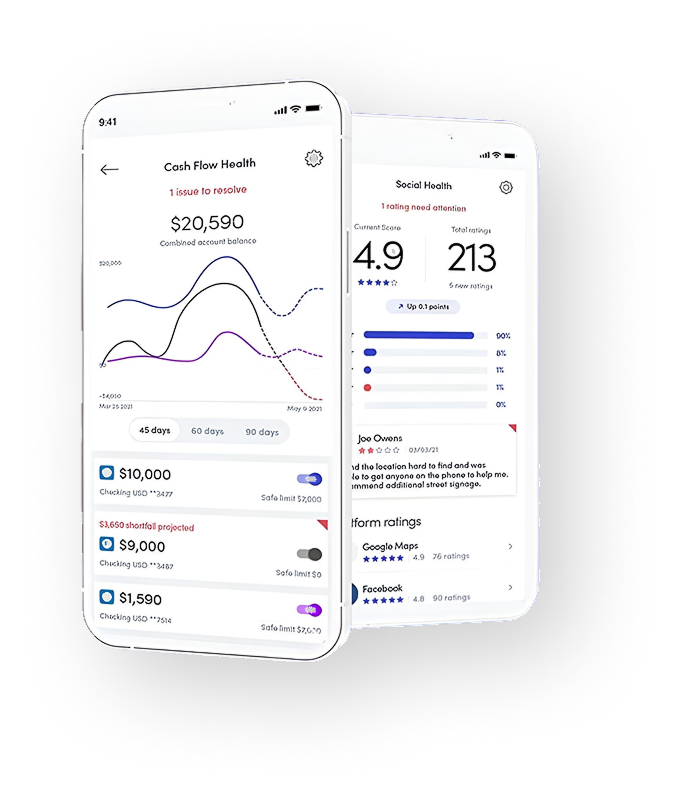 9:41
Cash Flow Health
1 issue to resolve
$20,590
Combined account balance
$20,000
$0
Mar 25 2021
May 9 2021
45 days
60 days
90 days
$10,000
Checking USD **3477
Safe limit $2,000
$3,650 shortfall projected
$9,000
Checking USD **3487
Safe limit $0
$1,590
Checking USD **7514
Safe limit $2,000
Social Health
1 rating need attention
Current Score
Total ratings
4.9
213
5 new ratings
Up 0.1 points
90%
8%
1%
1%
0%
Joe Owens
03/03/21
nd the location hard to find and was
le to get anyone on the phone to help me.
mmend additional street signage.
tform ratings
Google Maps
4.9 76 ratings
Facebook
4.8 90 ratings